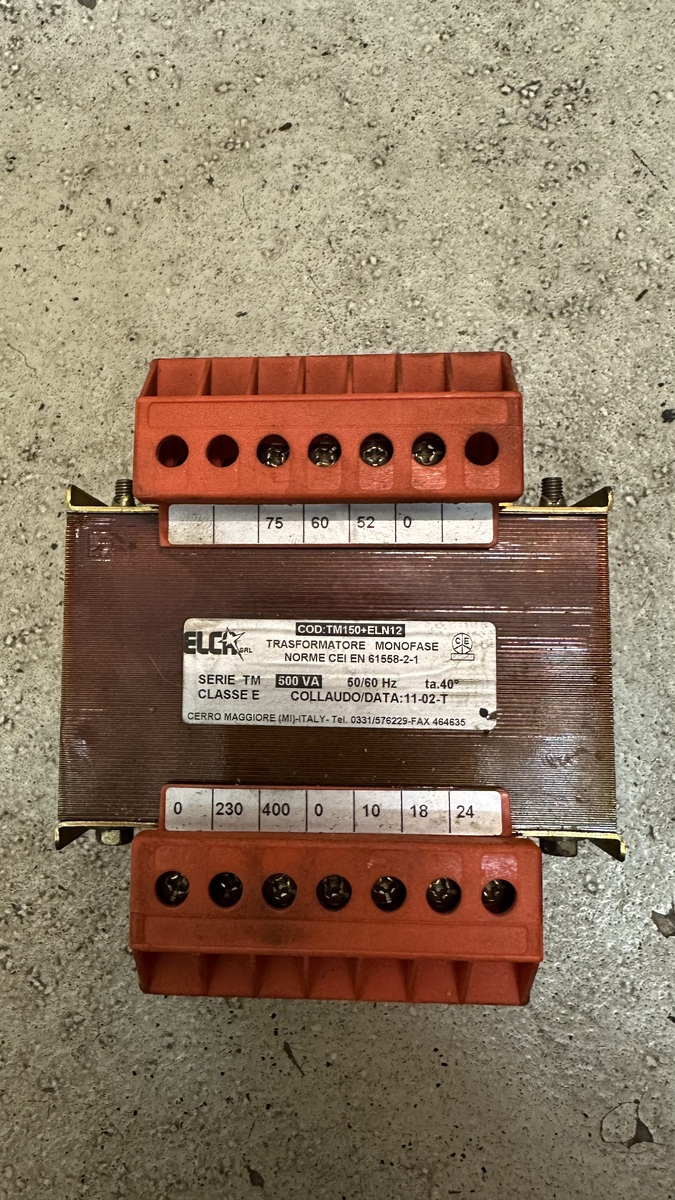 75 60 52 0
ELCA SRL
COD:TM150+ELN12
TRASFORMATORE MONOFASE
NORME CEI EN 61558-2-1
CE
SERIE TM 500 VA 50/60 Hz ta.40°
CLASSE E COLLAUDO/DATA:11-02-T
CERRO MAGGIORE (MI)-ITALY- Tel. 0331/576229-FAX 464635
0 230 400 0 10 18 24